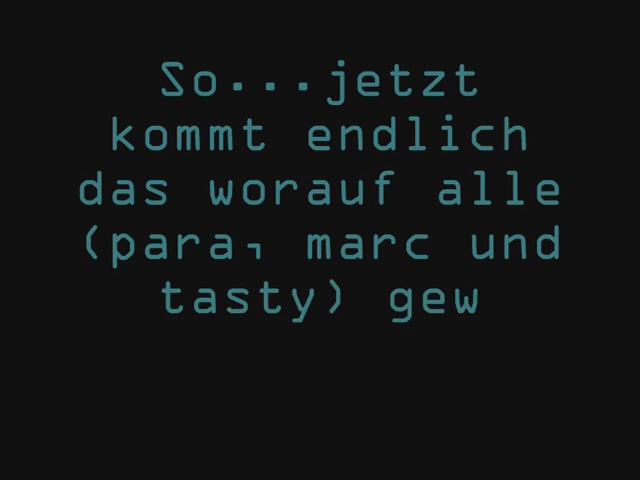 So...jetzt
kommt endlich
das worauf alle
(para, marc und
tasty) gew